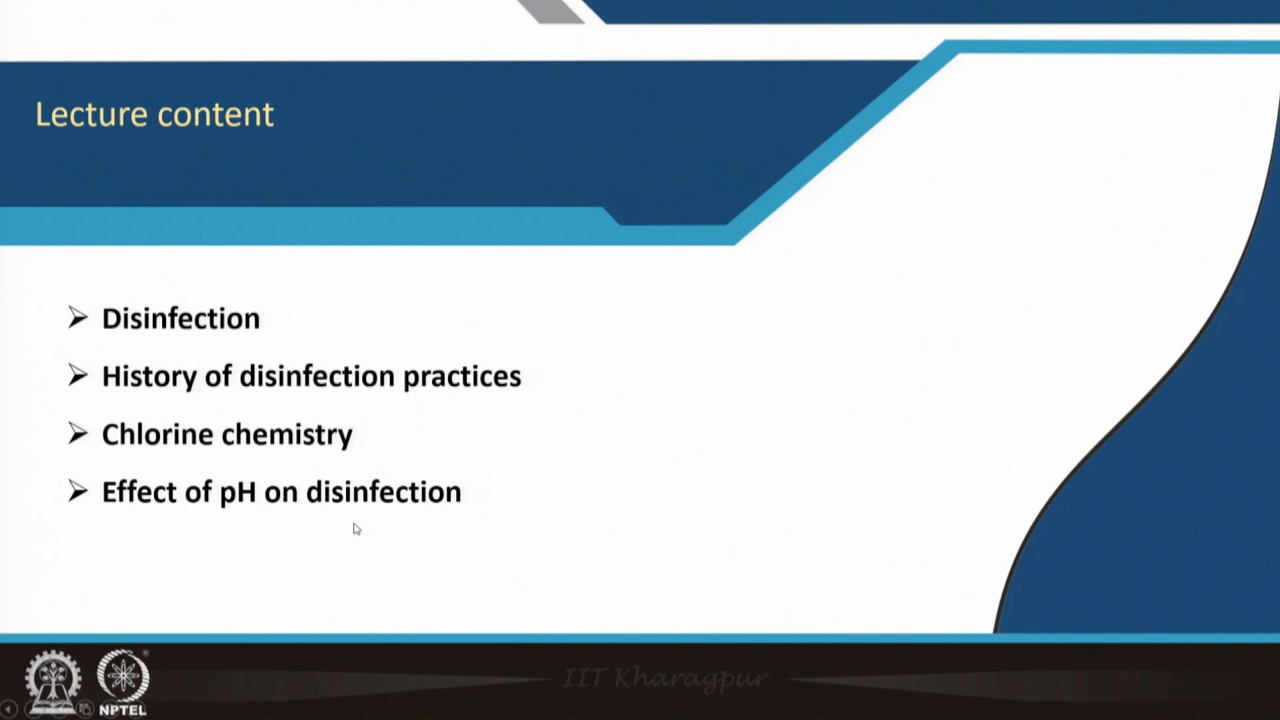 Lecture content
Disinfection
History of disinfection practices
Chlorine chemistry
Effect of pH on disinfection
IIT Kharagpur
NPTEL